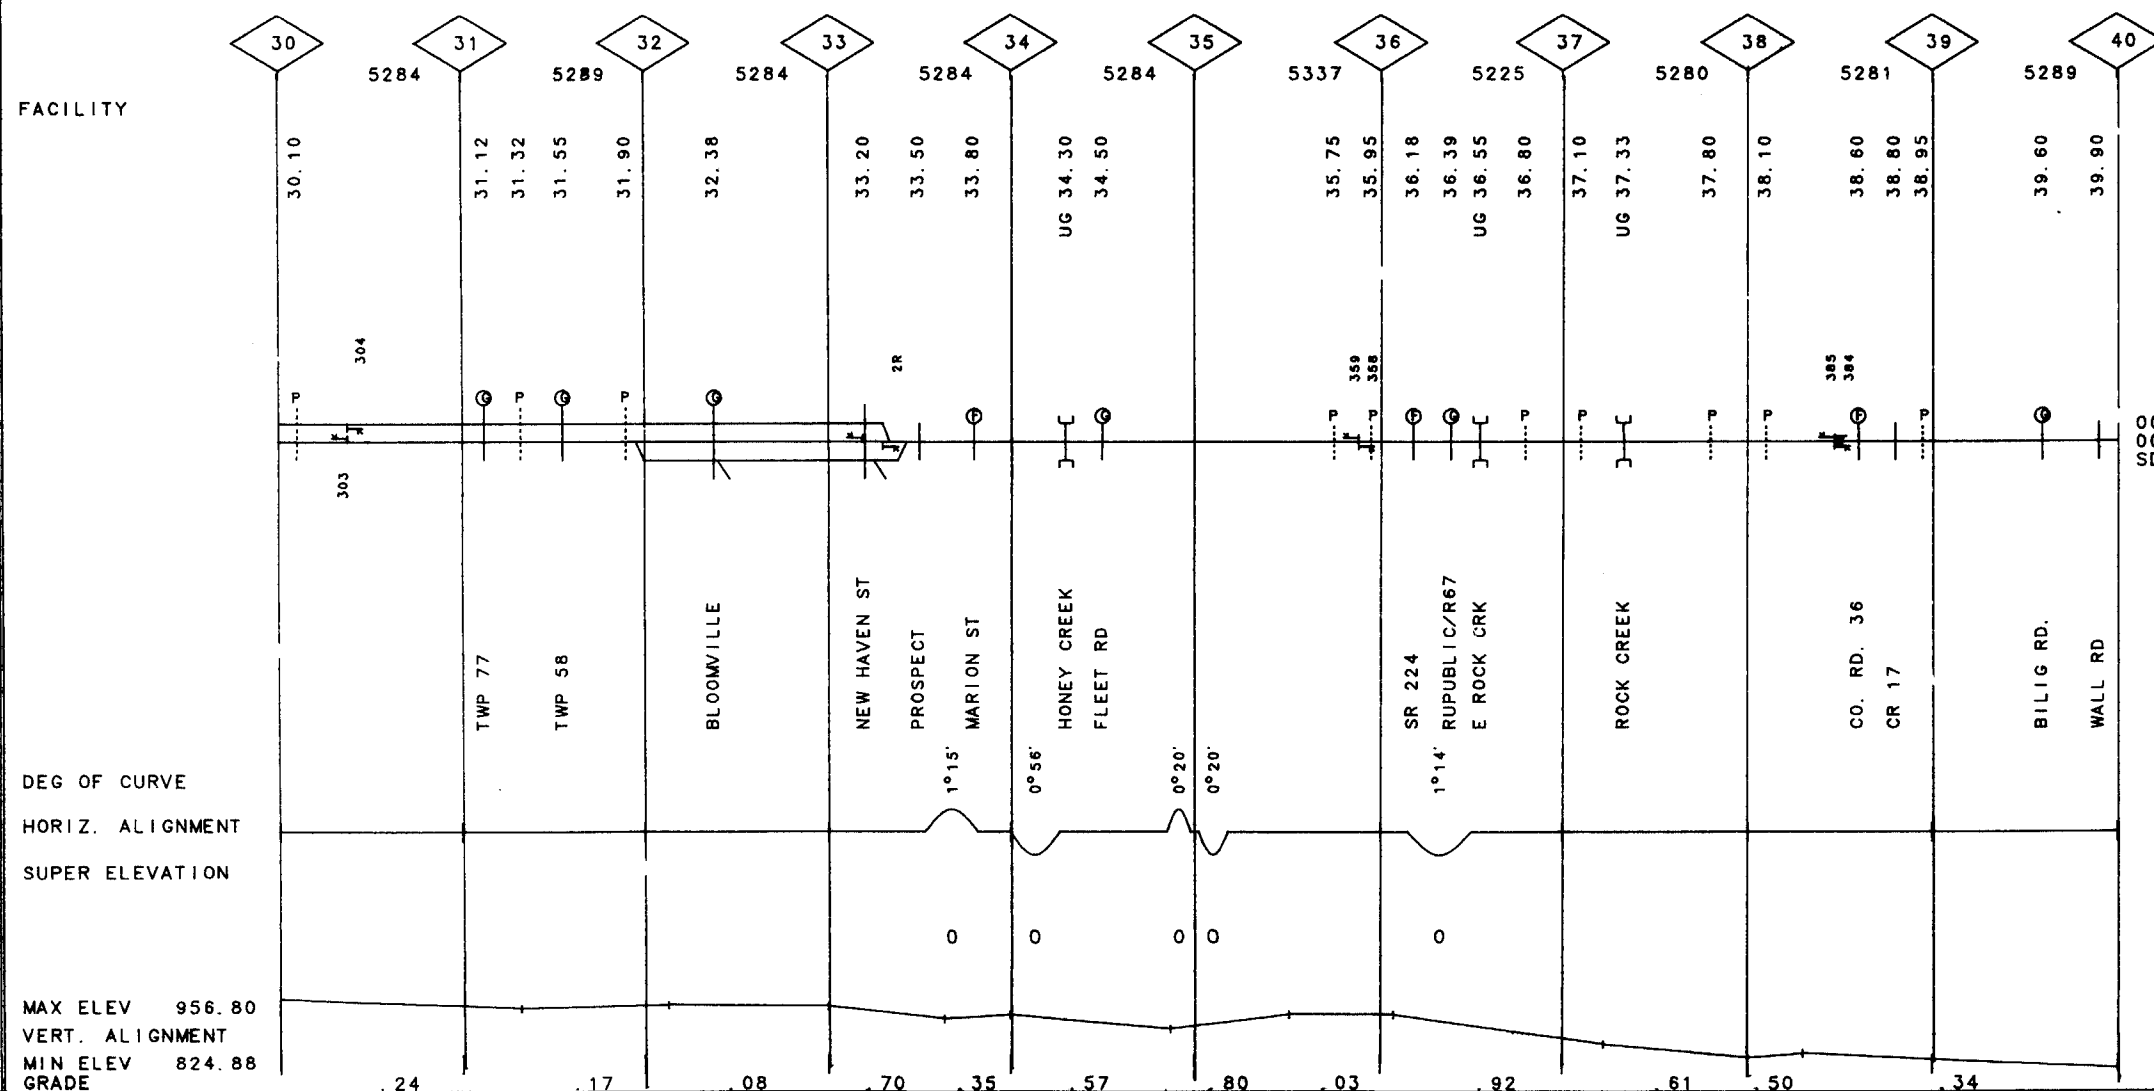 30 31 32 33 34 35 36 37 38 39 40
5284 5289 5284 5284 5284 5337 5225 5280 5281 5289
FACILITY
30.10 31.12 31.32 31.55 31.90 32.38 33.20 33.50 33.80 UG 34.30 34.50 35.75 35.95 36.18 36.39 UG 36.55 36.80 37.10 UG 37.33 37.80 38.10 38.60 38.80 38.95 39.60 39.90
304 2R 359 358 385 384
P G P G P G F G P P F G P P P P F P G
303
TWP 77
TWP 58
BLOOMVILLE
NEW HAVEN ST
PROSPECT
MARION ST
HONEY CREEK
FLEET RD
SR 224
RUPUBLIC/R67
E ROCK CRK
ROCK CREEK
CO. RD. 36
CR 17
BILIG RD.
WALL RD
DEG OF CURVE 1°15' 0°56' 0°20' 0°20' 1°14'
HORIZ. ALIGNMENT
SUPER ELEVATION
0 0 0 0 0
MAX ELEV 956.80
VERT. ALIGNMENT
MIN ELEV 824.88
GRADE .24 .17 .08 .70 .35 .57 .80 .03 .92 .61 .50 .34